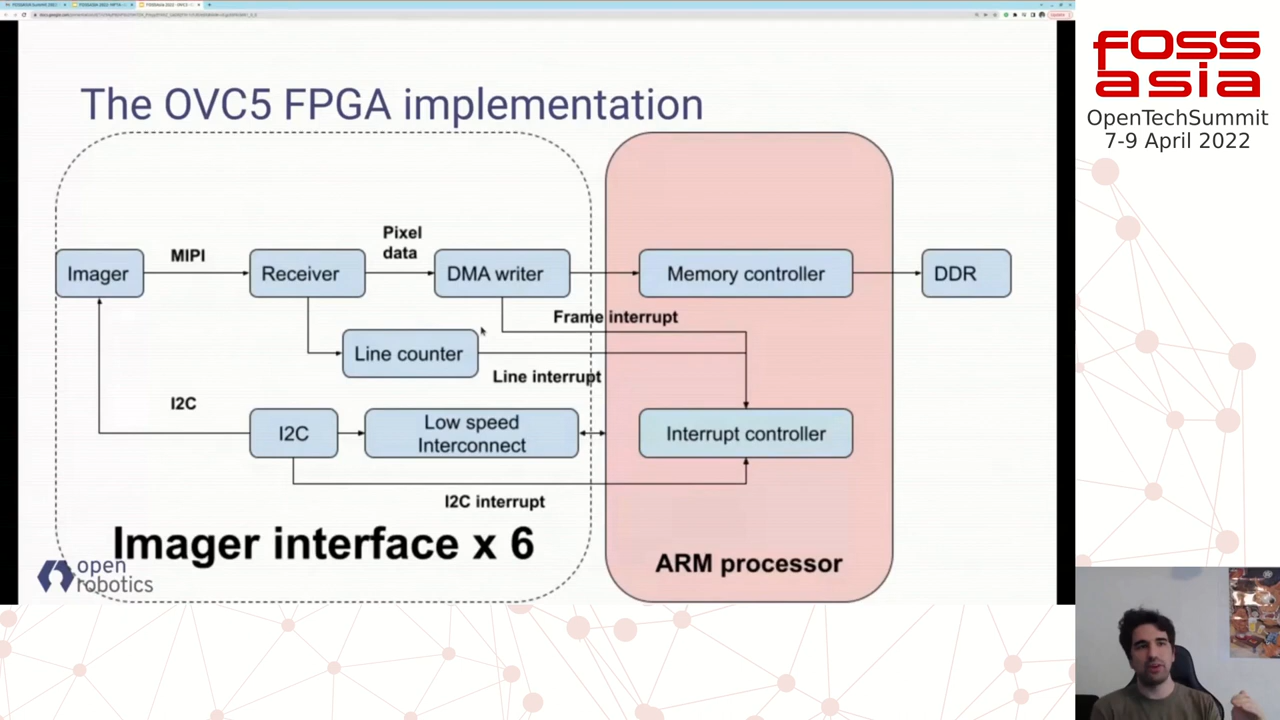 The OVC5 FPGA implementation
Imager
MIPI
Receiver
Pixel
data
DMA writer
Memory controller
DDR
Frame interrupt
Line counter
Line interrupt
I2C
I2C
Low speed
Interconnect
Interrupt controller
I2C interrupt
Imager interface x 6
ARM processor
open
robotics
foss
asia
OpenTechSummit
7-9 April 2022